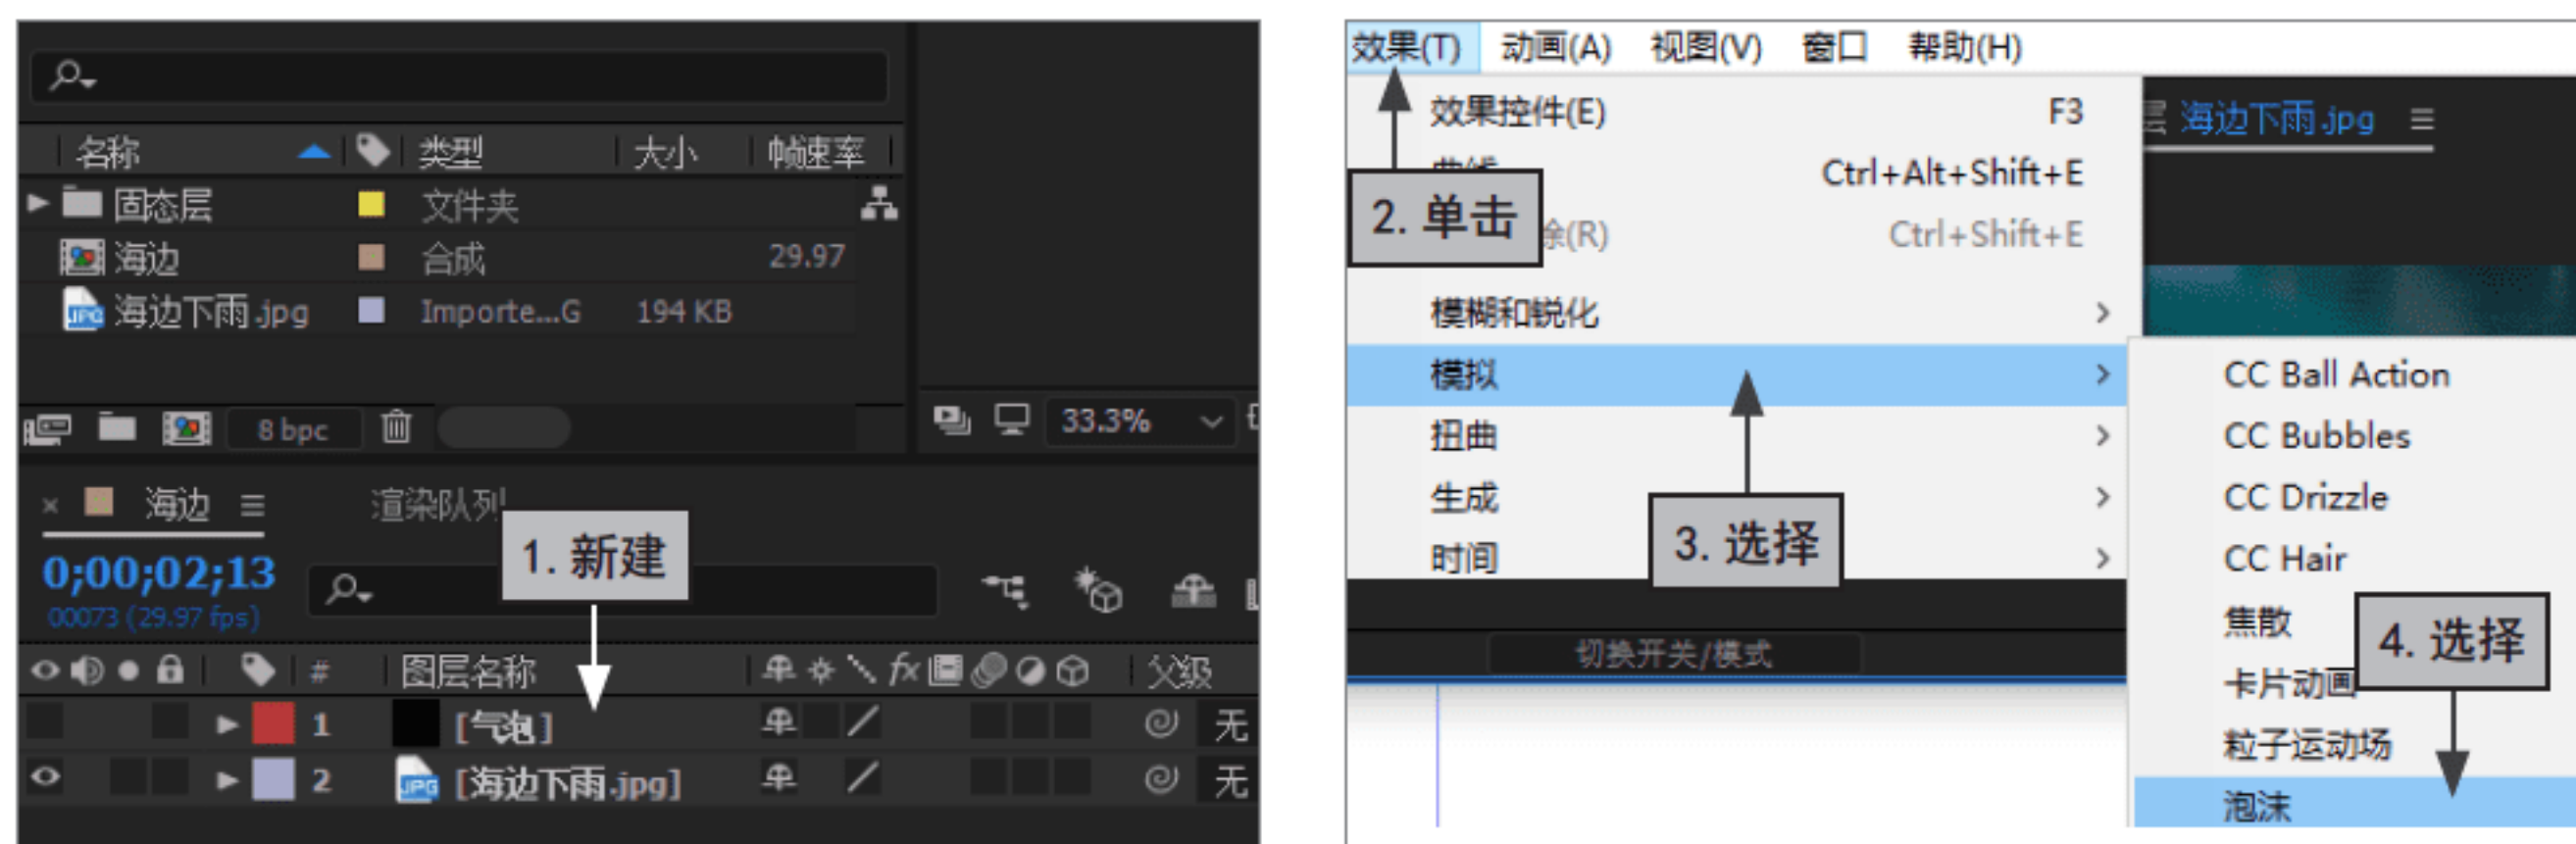 名称 类型 大小 帧速率
固态层 文件夹
海边 合成 29.97
海边下雨.jpg Importe...G 194 KB
8 bpc
33.3%
海边 渲染队列
1. 新建
0;00;02;13
00073 (29.97 fps)
# 图层名称 fx 父级
1 [气泡] 无
2 [海边下雨.jpg] 无
效果(T) 动画(A) 视图(V) 窗口 帮助(H)
效果控件(E) F3
Ctrl+Alt+Shift+E
2. 单击
除(R) Ctrl+Shift+E
模糊和锐化
模拟
扭曲
生成
时间
3. 选择
切换开关/模式
层 海边下雨.jpg
CC Ball Action
CC Bubbles
CC Drizzle
CC Hair
焦散
4. 选择
卡片动画
粒子运动场
泡沫